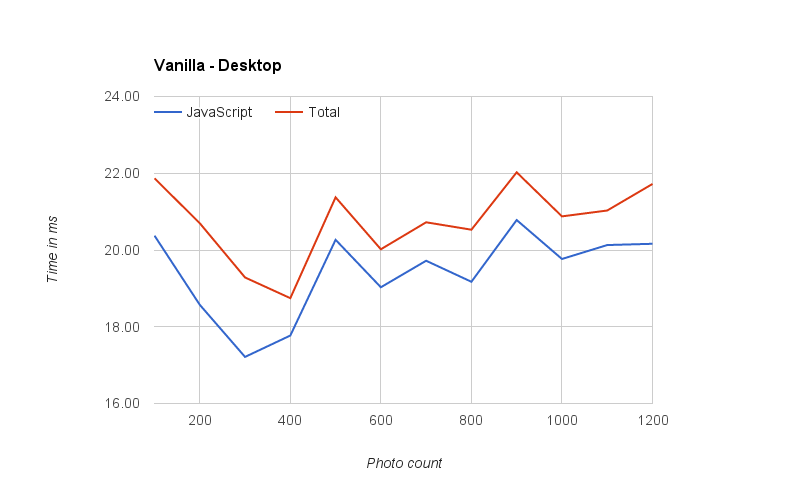 Vanilla - Desktop
24.00
JavaScript Total
22.00
20.00
18.00
16.00
Time in ms
200 400 600 800 1000 1200
Photo count